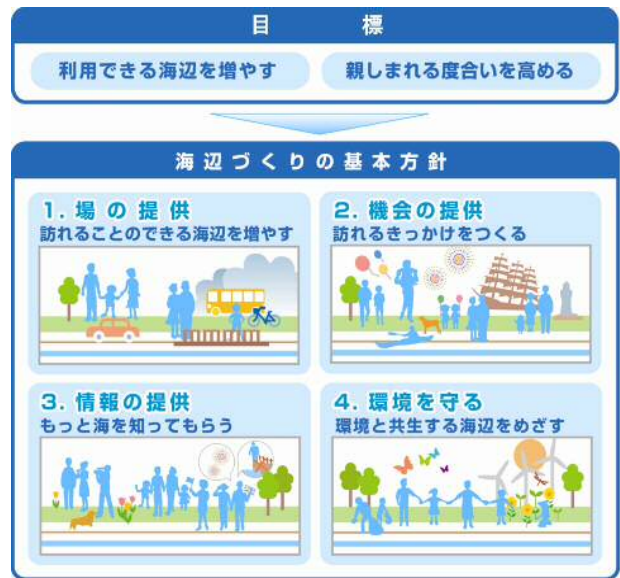 目標
利用できる海辺を増やす
親しまれる度合いを高める
海辺づくりの基本方針
1. 場の提供
訪れることのできる海辺を増やす
2. 機会の提供
訪れるきっかけをつくる
3. 情報の提供
もっと海を知ってもらう
4. 環境を守る
環境と共生する海辺をめざす